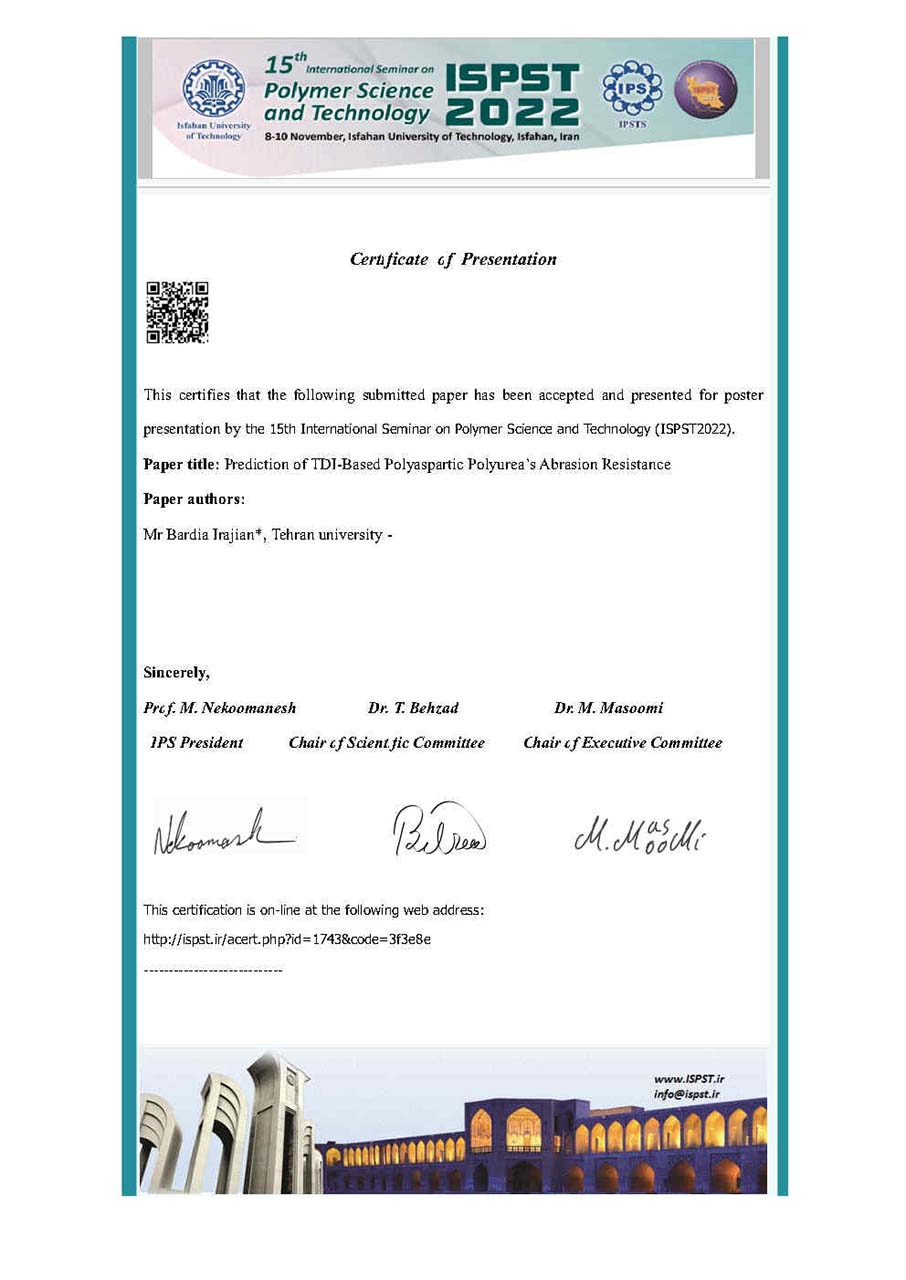 15th International Seminar on
Polymer Science
and Technology
ISPST
2022
8-10 November, Isfahan University of Technology, Isfahan, Iran
Isfahan University
of Technology
IPS
IPSTS
ISPST
Certificate of Presentation
This certifies that the following submitted paper has been accepted and presented for poster
presentation by the 15th International Seminar on Polymer Science and Technology (ISPST2022).
Paper title: Prediction of TDI-Based Polyaspartic Polyurea`s Abrasion Resistance
Paper authors:
Mr Bardia Irajian*, Tehran university -
Sincerely,
Prof. M. Nekoomanesh Dr. T. Behzad Dr. M. Masoomi
IPS President Chair of Scientific Committee Chair of Executive Committee
M. Masoomi
This certification is on-line at the following web address:
http://ispst.ir/acert.php?id=1743&code=3f3e8e
----------------------------
www.ISPST.ir
info@ispst.ir